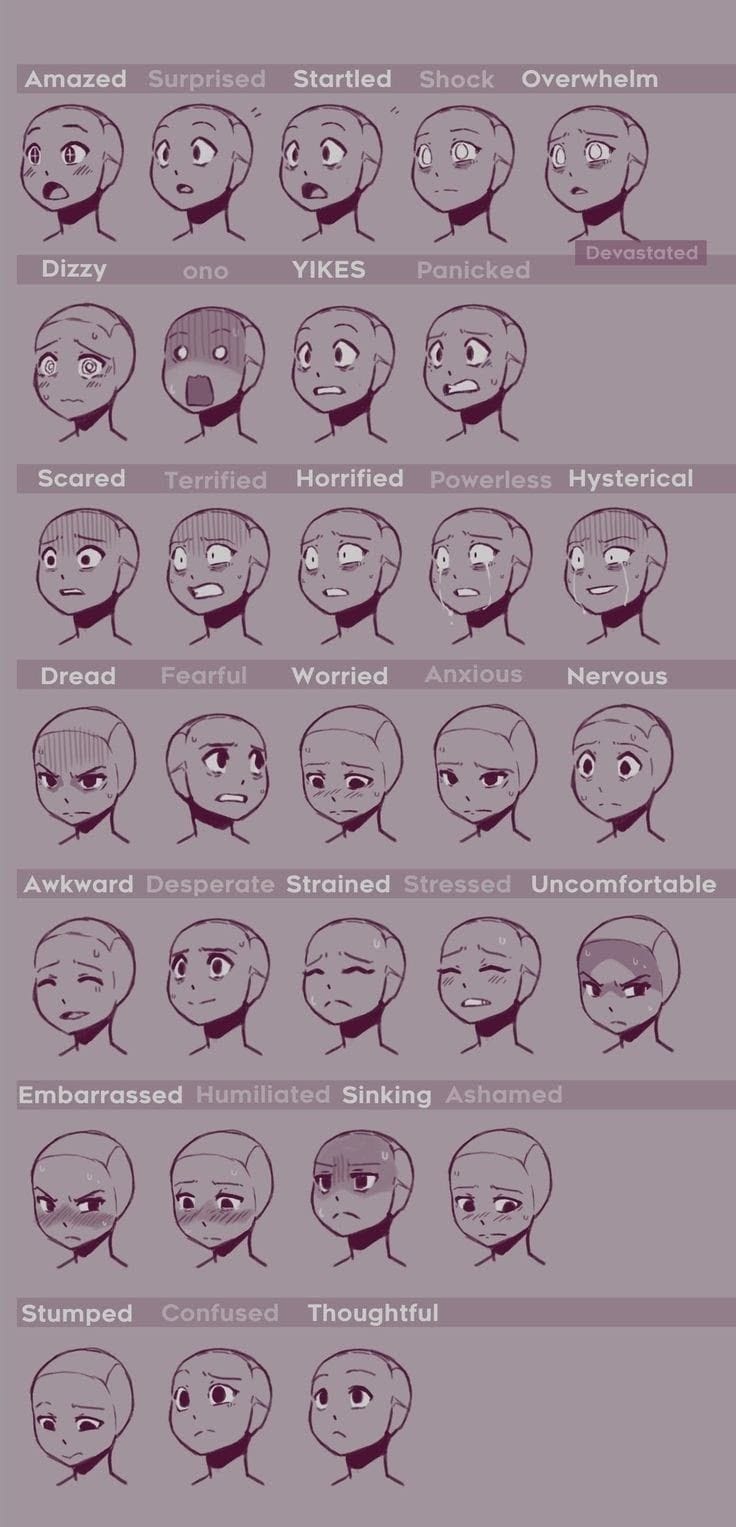 Amazed Surprised Startled Shock Overwhelm
Devastated
Dizzy ono YIKES Panicked
Scared Terrified Horrified Powerless Hysterical
Dread Fearful Worried Anxious Nervous
Awkward Desperate Strained Stressed Uncomfortable
Embarrassed Humiliated Sinking Ashamed
Stumped Confused Thoughtful